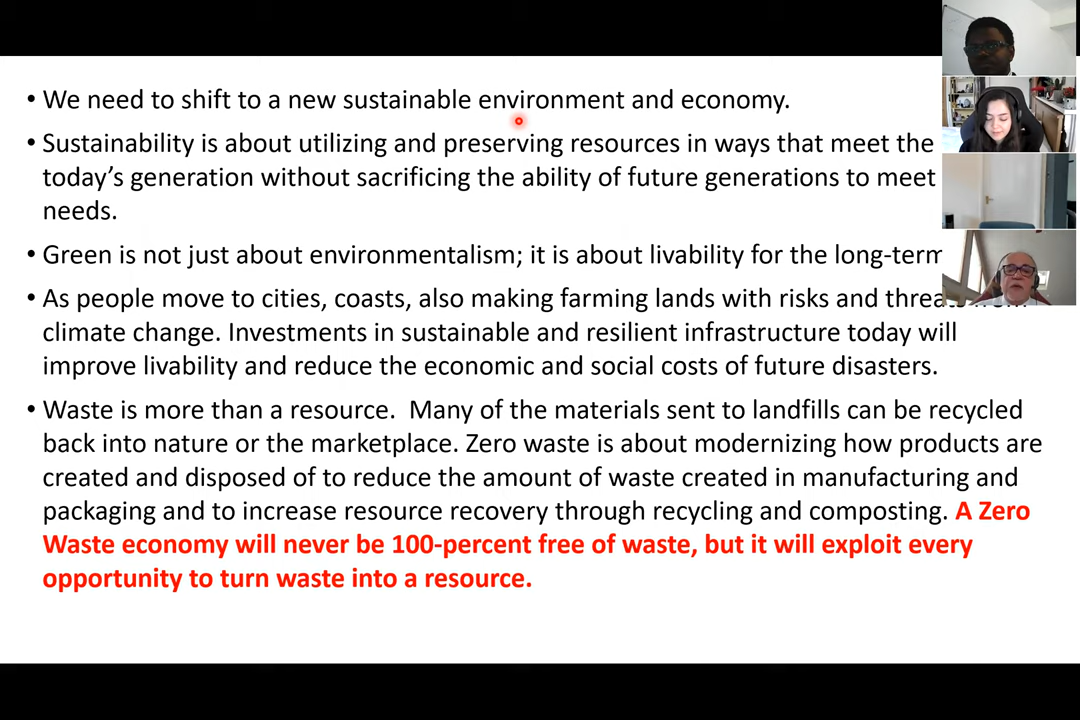 • We need to shift to a new sustainable environment and economy.
• Sustainability is about utilizing and preserving resources in ways that meet the
today’s generation without sacrificing the ability of future generations to meet
needs.
• Green is not just about environmentalism; it is about livability for the long-term
• As people move to cities, coasts, also making farming lands with risks and threats from
climate change. Investments in sustainable and resilient infrastructure today will
improve livability and reduce the economic and social costs of future disasters.
• Waste is more than a resource.  Many of the materials sent to landfills can be recycled
back into nature or the marketplace. Zero waste is about modernizing how products are
created and disposed of to reduce the amount of waste created in manufacturing and
packaging and to increase resource recovery through recycling and composting. A Zero
Waste economy will never be 100-percent free of waste, but it will exploit every
opportunity to turn waste into a resource.